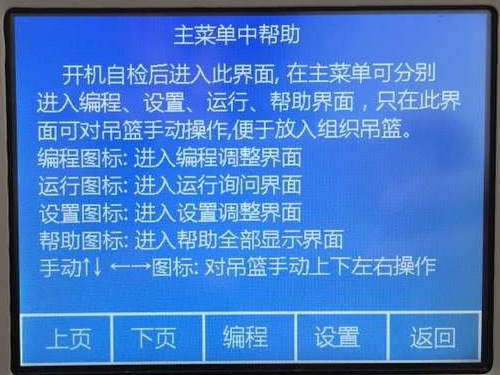 主菜单中帮助
开机自检后进入此界面, 在主菜单可分别
进入编程、设置、运行、帮助界面，只在此界
面可对吊篮手动操作,便于放入组织吊篮。
编程图标: 进入编程调整界面
运行图标: 进入运行询问界面
设置图标: 进入设置调整界面
帮助图标: 进入帮助全部显示界面
手动↑↓ ←→图标: 对吊篮手动上下左右操作
上页 下页 编程 设置 返回